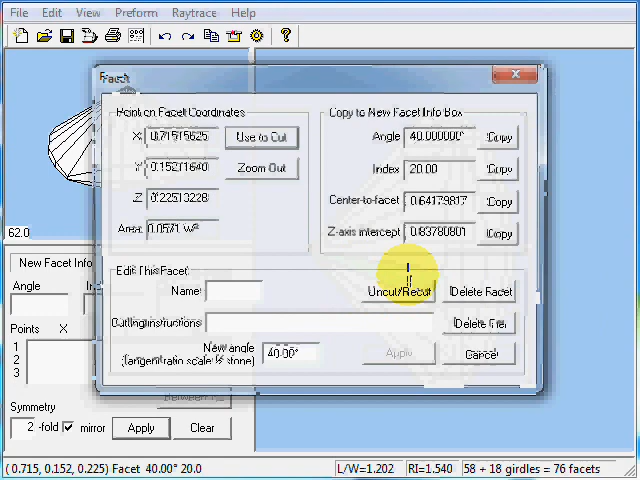 File Edit View Preform Raytrace Help
Facet
Point on Facet Coordinates
X 0.71515625 Use to Cut
Y 0.15211640 Zoom Out
Z 0.22513228
Area: 0.0571 W²
Copy to New Facet Info Box
Angle 40.000000° Copy
Index 20.00 Copy
Center-to-facet 0.64179817 Copy
Z-axis intercept 0.83780801 Copy
62.0
Edit This Facet
Name Uncut/Recut Delete Facet
Cutting instructions Delete Tier
New angle
(tangent ratio scale is stone) 40.00° Apply Cancel
New Facet Info
Angle
Points X
1
2
3
Symmetry
2 -fold mirror Apply Clear
( 0.715, 0.152, 0.225) Facet 40.00° 20.0 L/W=1.202 RI=1.540 58 + 18 girdles = 76 facets